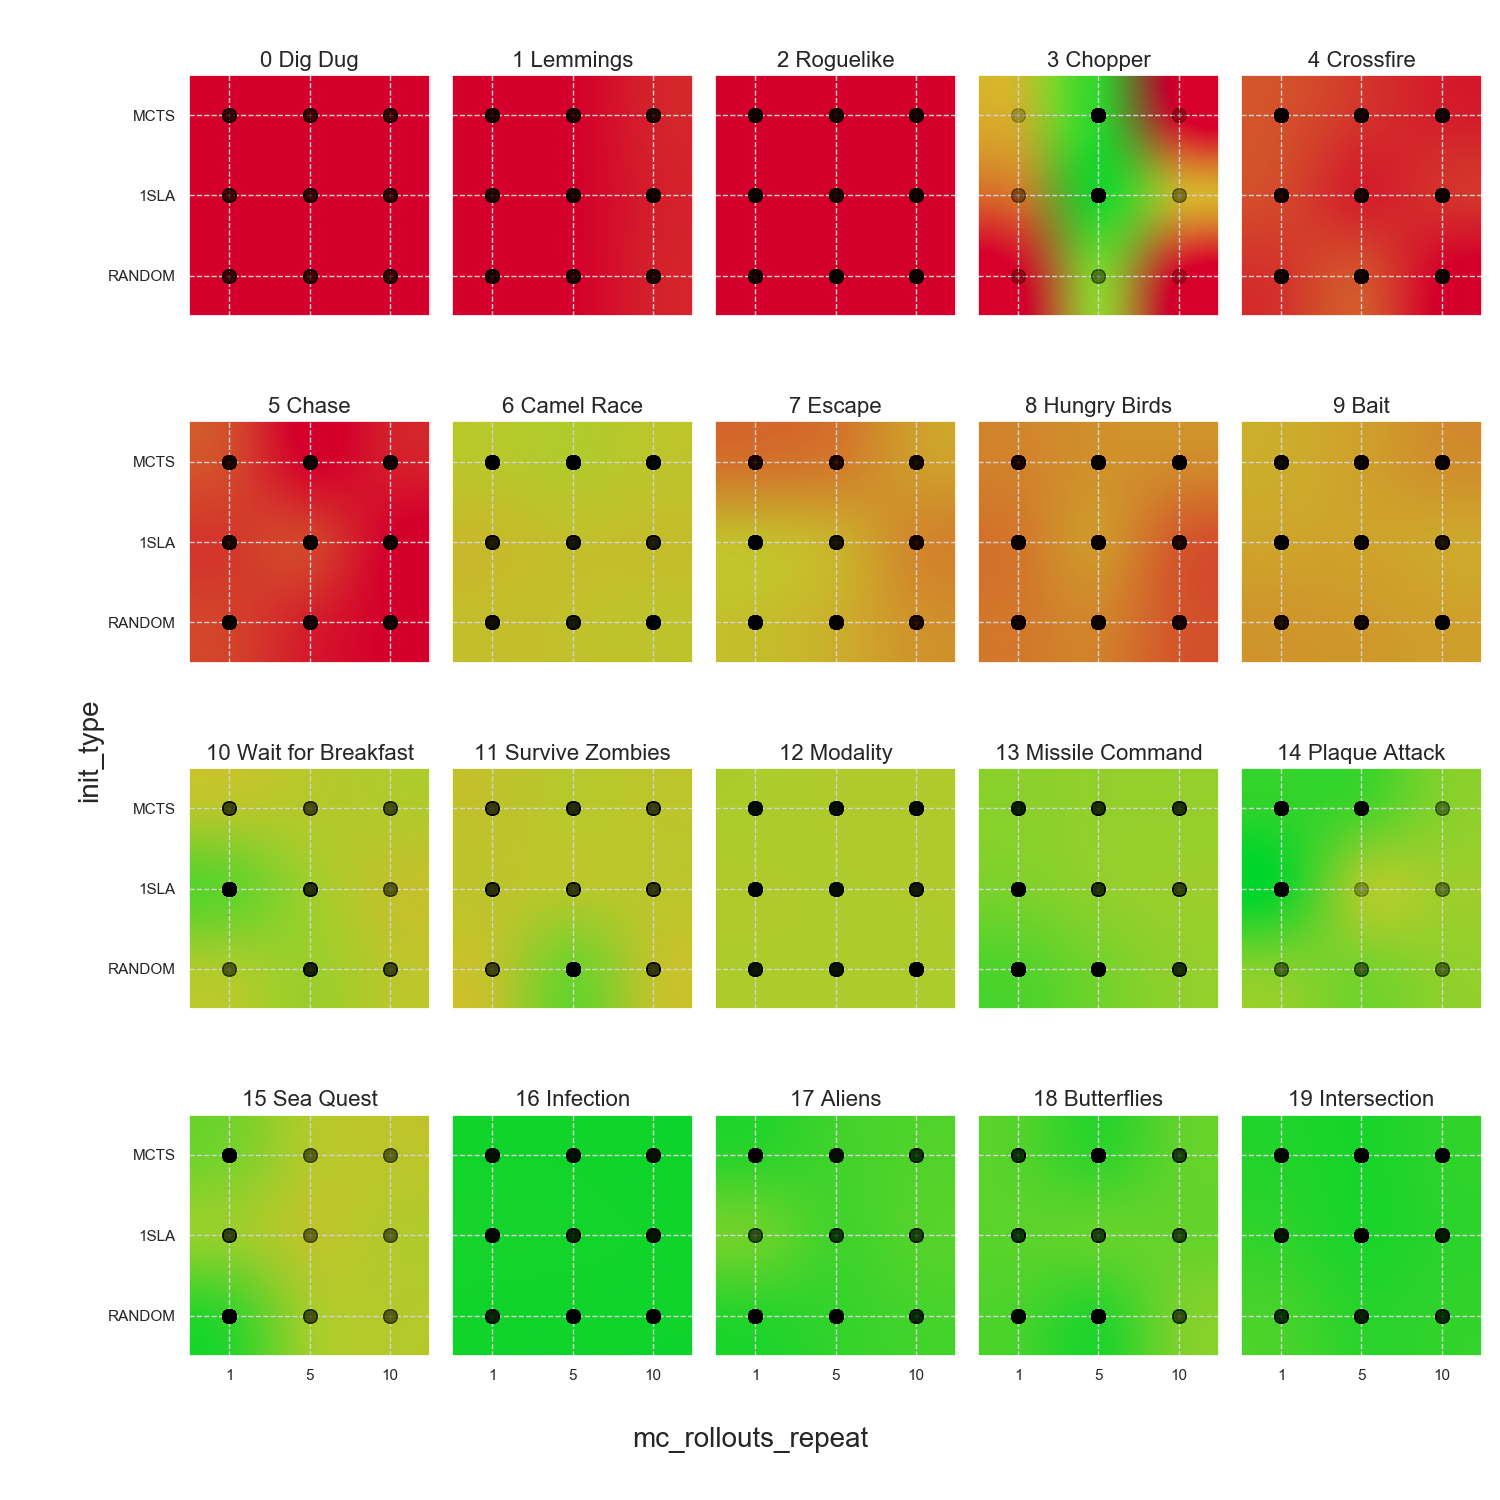 0 Dig Dug
1 Lemmings
2 Roguelike
3 Chopper
4 Crossfire
MCTS
1SLA
RANDOM
5 Chase
6 Camel Race
7 Escape
8 Hungry Birds
9 Bait
MCTS
1SLA
RANDOM
init_type
10 Wait for Breakfast
11 Survive Zombies
12 Modality
13 Missile Command
14 Plaque Attack
MCTS
1SLA
RANDOM
15 Sea Quest
16 Infection
17 Aliens
18 Butterflies
19 Intersection
MCTS
1SLA
RANDOM
1 5 10 1 5 10 1 5 10 1 5 10 1 5 10
mc_rollouts_repeat